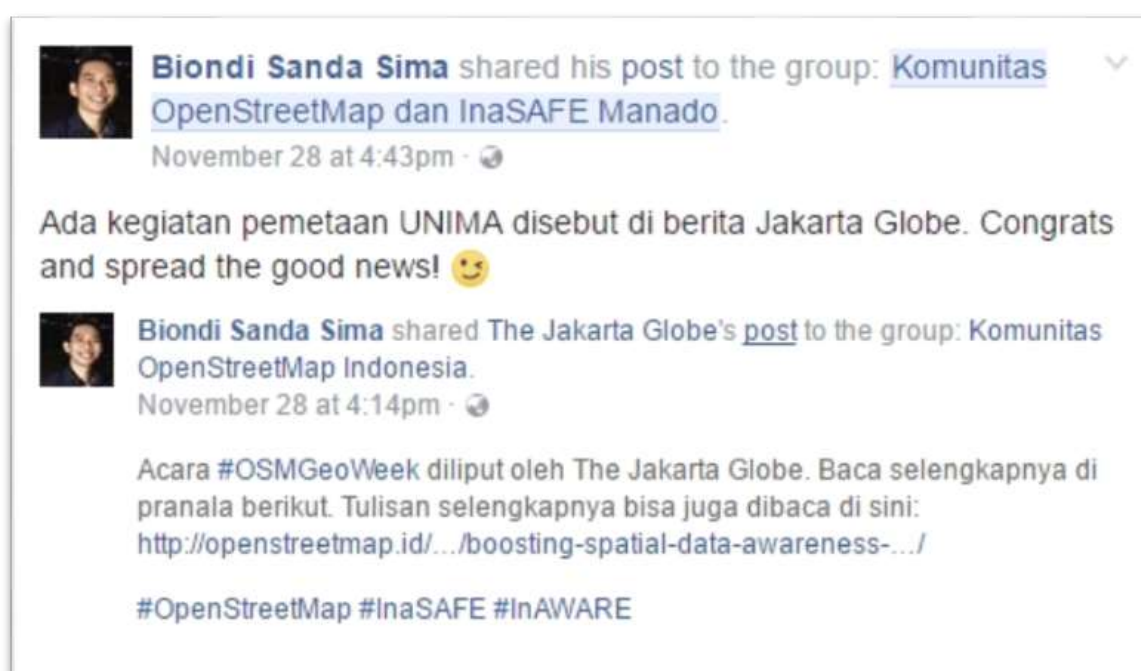 Biondi Sanda Sima shared his post to the group: Komunitas
OpenStreetMap dan InaSAFE Manado.
November 28 at 4:43pm ·
Ada kegiatan pemetaan UNIMA disebut di berita Jakarta Globe. Congrats
and spread the good news! 😉
Biondi Sanda Sima shared The Jakarta Globe's post to the group: Komunitas
OpenStreetMap Indonesia.
November 28 at 4:14pm ·
Acara #OSMGeoWeek diliput oleh The Jakarta Globe. Baca selengkapnya di
pranala berikut. Tulisan selengkapnya bisa juga dibaca di sini:
http://openstreetmap.id/.../boosting-spatial-data-awareness-.../
#OpenStreetMap #InaSAFE #InAWARE